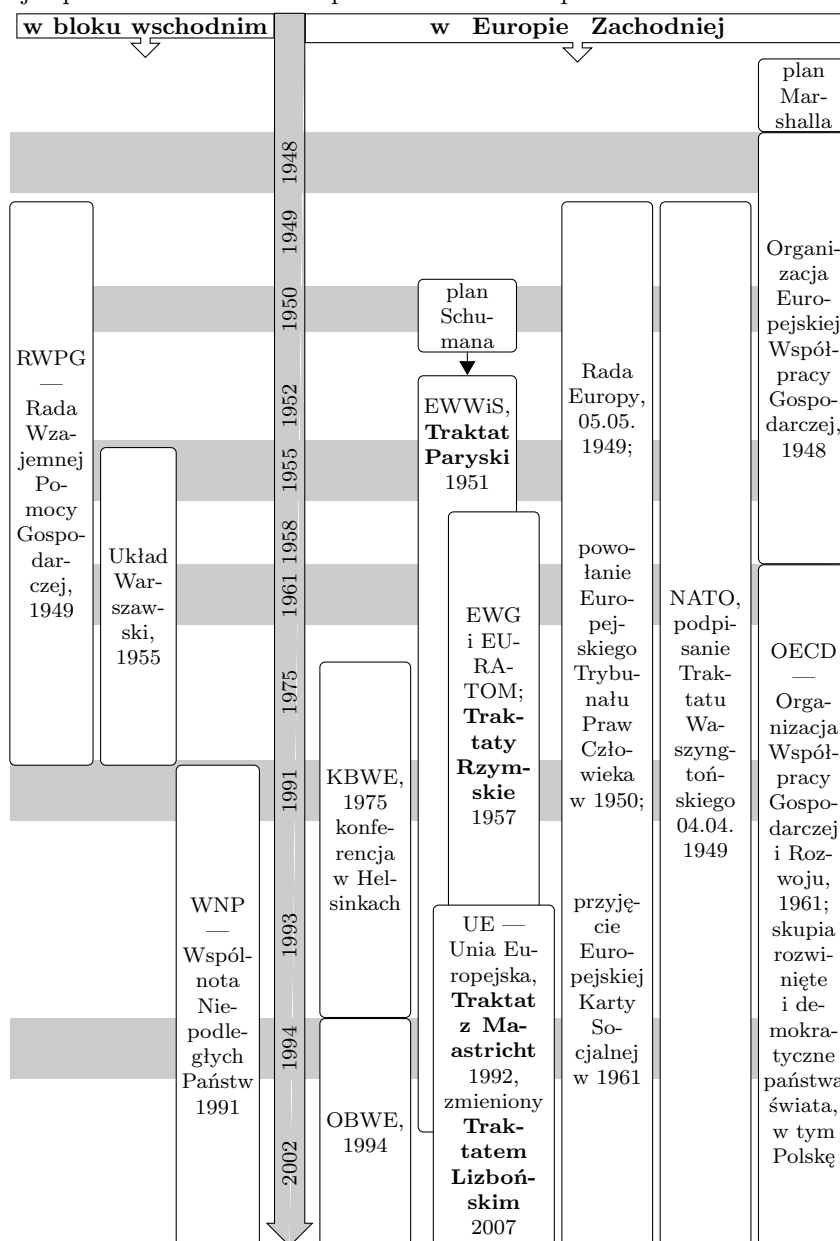 w bloku wschodnim
w Europie Zachodniej
plan
Mar-
shalla
1948
1949
1950
1952
1955
1958
1961
1975
1991
1993
1994
2002
RWPG
—
Rada
Wza-
jemnej
Po-
mocy
Gospo-
dar-
czej,
1949
Układ
War-
szaw-
ski,
1955
WNP
—
Wspól-
nota
Nie-
podle-
głych
Państw
1991
KBWE,
1975
konfe-
rencja
w Hel-
sinkach
OBWE,
1994
plan
Schu-
mana
EWWiS,
Traktat
Paryski
1951
EWG
i EU-
RA-
TOM;
Trak-
taty
Rzym-
skie
1957
UE —
Unia Eu-
ropejska,
Traktat
z Ma-
astricht
1992,
zmieniony
Trak-
tatem
Lizboń-
skim
2007
Rada
Europy,
05.05.
1949;
powo-
łanie
Euro-
pej-
skiego
Trybu-
nału
Praw
Czło-
wieka
w 1950;
przyję-
cie
Euro-
pejskiej
Karty
So-
cjalnej
w 1961
NATO,
podpi-
sanie
Trak-
tatu
Wa-
szyng-
toń-
skiego
04.04.
1949
Organi-
zacja
Euro-
pejskiej
Współ-
pracy
Gospo-
darczej,
1948
OECD
—
Orga-
nizacja
Współ-
pracy
Gospo-
darczej
i Roz-
woju,
1961;
skupia
rozwi-
nięte
i de-
mokra-
tyczne
państwa
świata,
w tym
Polskę